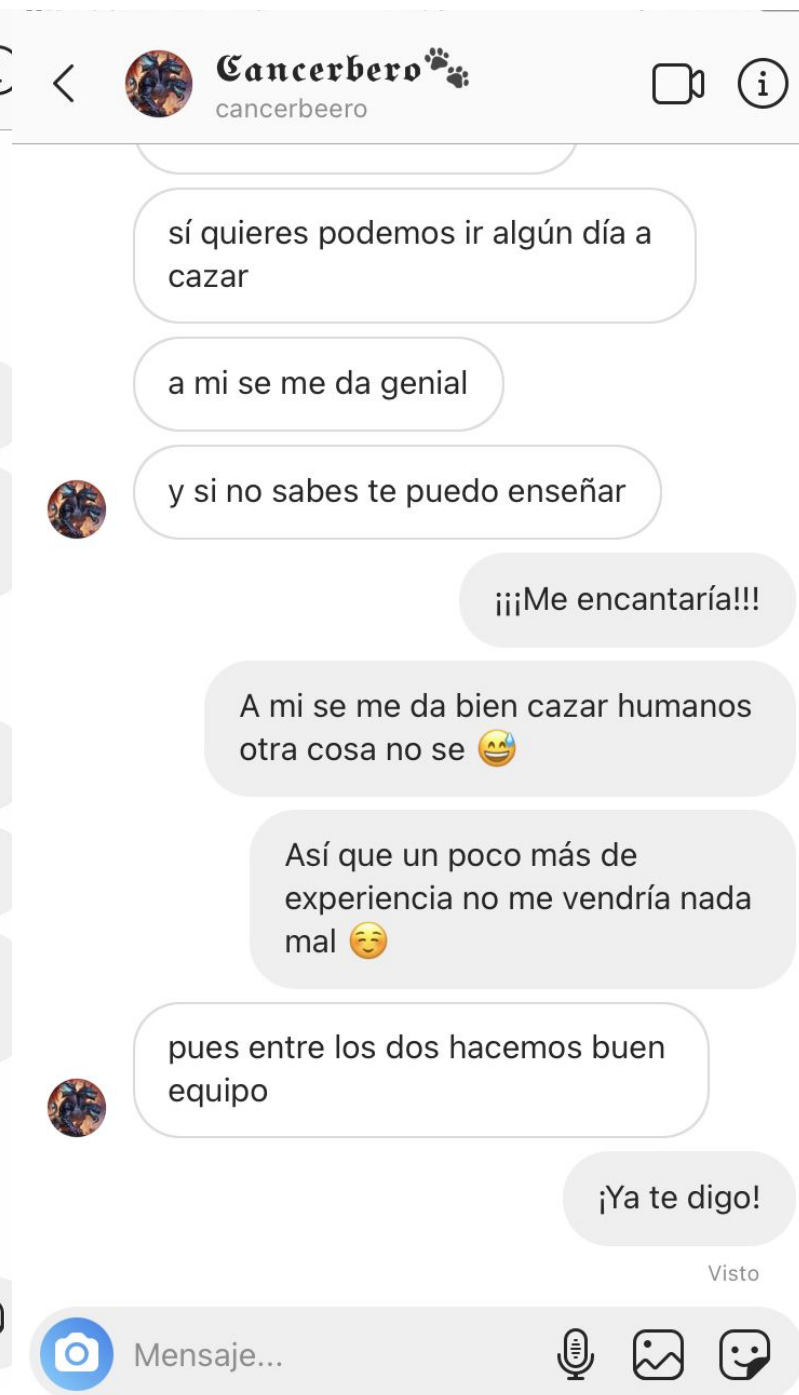 𝕮𝖆𝖓𝖈𝖊𝖗𝖇𝖊𝖗𝖔🐾
cancerbeero
sí quieres podemos ir algún día a
cazar
a mi se me da genial
y si no sabes te puedo enseñar
¡¡¡Me encantaría!!!
A mi se me da bien cazar humanos
otra cosa no se 😅
Así que un poco más de
experiencia no me vendría nada
mal ☺️
pues entre los dos hacemos buen
equipo
¡Ya te digo!
Visto
Mensaje...